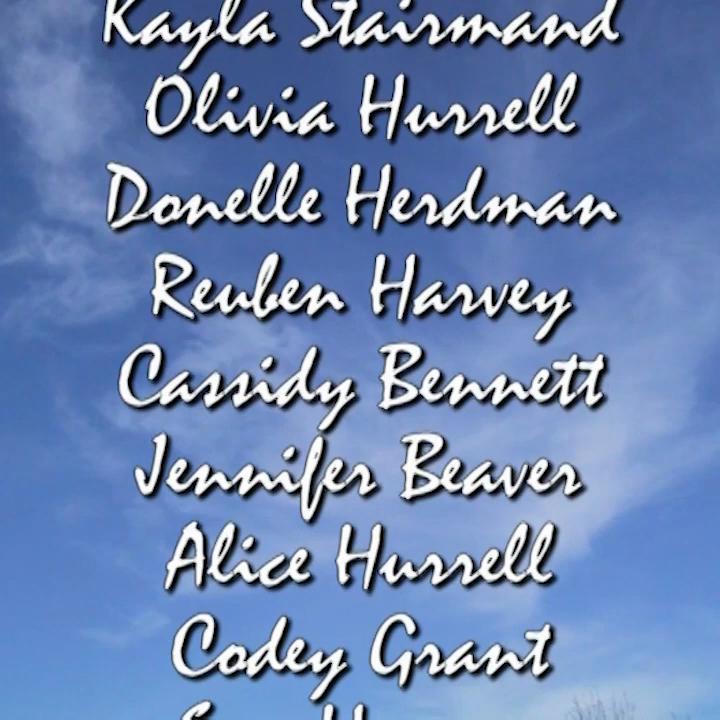 Kayla Stairmand
Olivia Hurrell
Donelle Herdman
Reuben Harvey
Cassidy Bennett
Jennifer Beaver
Alice Hurrell
Codey Grant